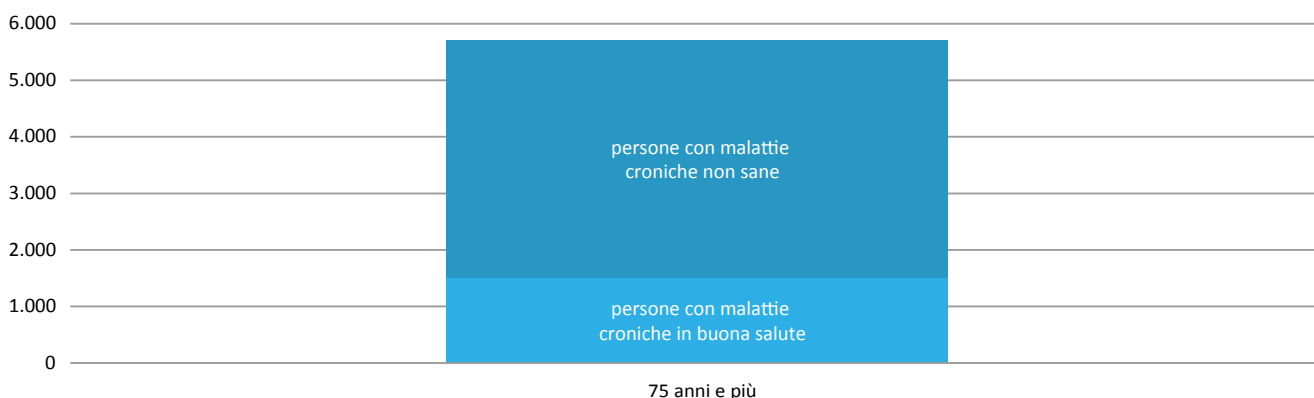 6.000
5.000
4.000
3.000
2.000
1.000
0
persone con malattie
croniche non sane
persone con malattie
croniche in buona salute
75 anni e più